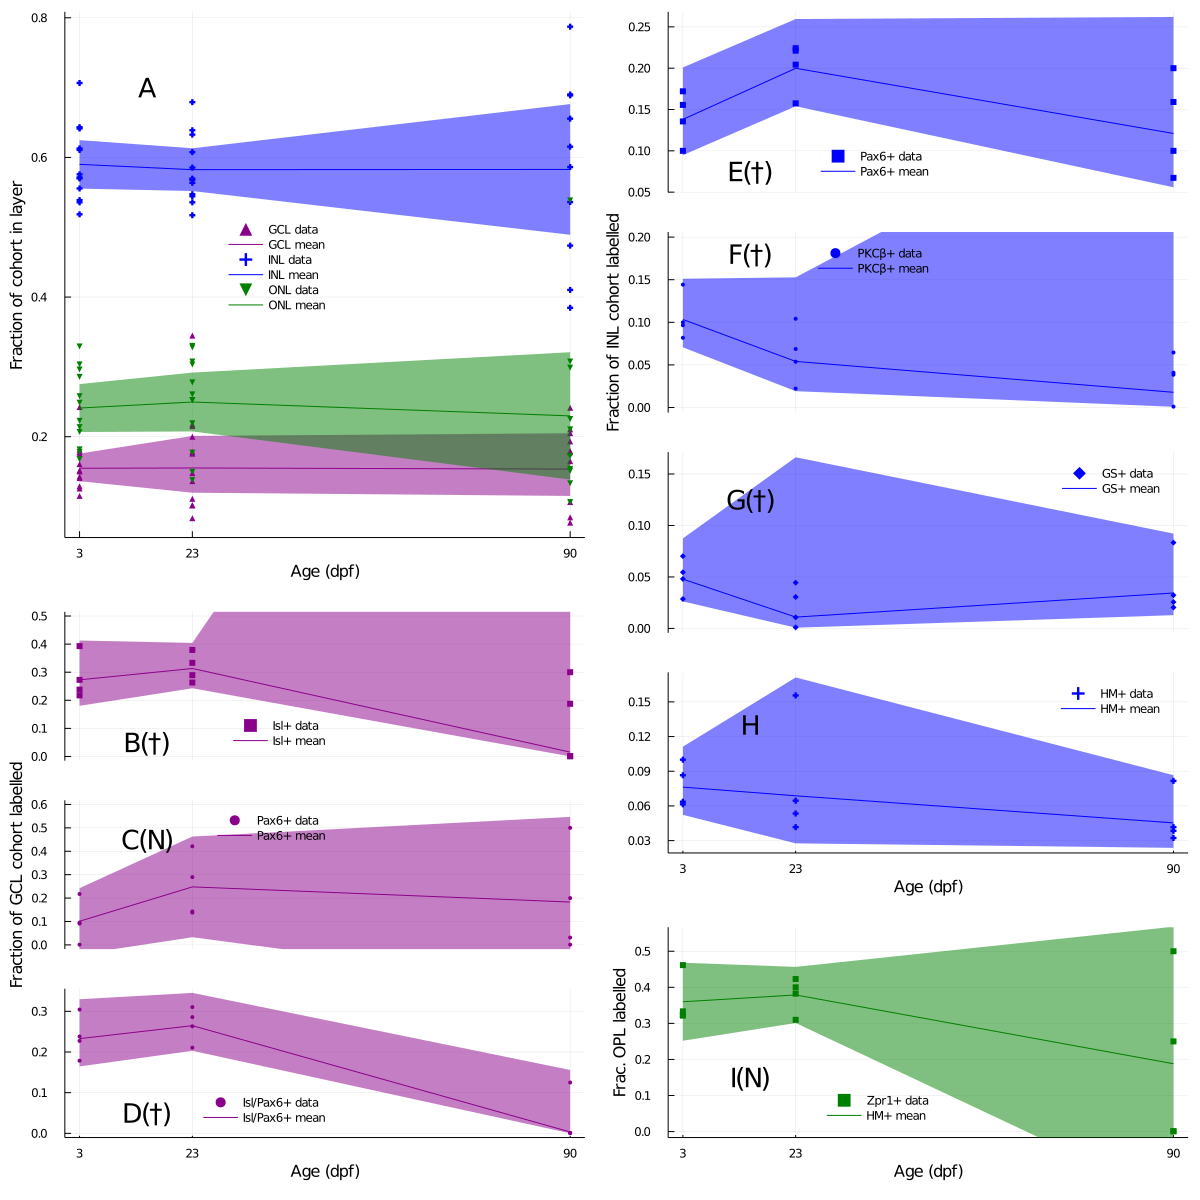 Fraction of cohort in layer
0.8
0.6
0.4
0.2
A
GCL data
GCL mean
INL data
INL mean
ONL data
ONL mean
3
23
90
Age (dpf)
Fraction of GCL cohort labelled
0.5
0.4
0.3
0.2
0.1
0.0
B(†)
Isl+ data
Isl+ mean
0.6
0.5
0.4
0.3
0.2
0.1
0.0
C(N)
Pax6+ data
Pax6+ mean
0.3
0.2
0.1
0.0
D(†)
Isl/Pax6+ data
Isl/Pax6+ mean
3
23
90
Age (dpf)
Fraction of INL cohort labelled
0.25
0.20
0.15
0.10
0.05
E(†)
Pax6+ data
Pax6+ mean
0.20
0.15
0.10
0.05
0.00
F(†)
PKCβ+ data
PKCβ+ mean
0.15
0.10
0.05
0.00
G(†)
GS+ data
GS+ mean
0.15
0.12
0.09
0.06
0.03
H
HM+ data
HM+ mean
3
23
90
Age (dpf)
Frac. OPL labelled
0.5
0.4
0.3
0.2
0.1
0.0
I(N)
Zpr1+ data
HM+ mean
3
23
90
Age (dpf)